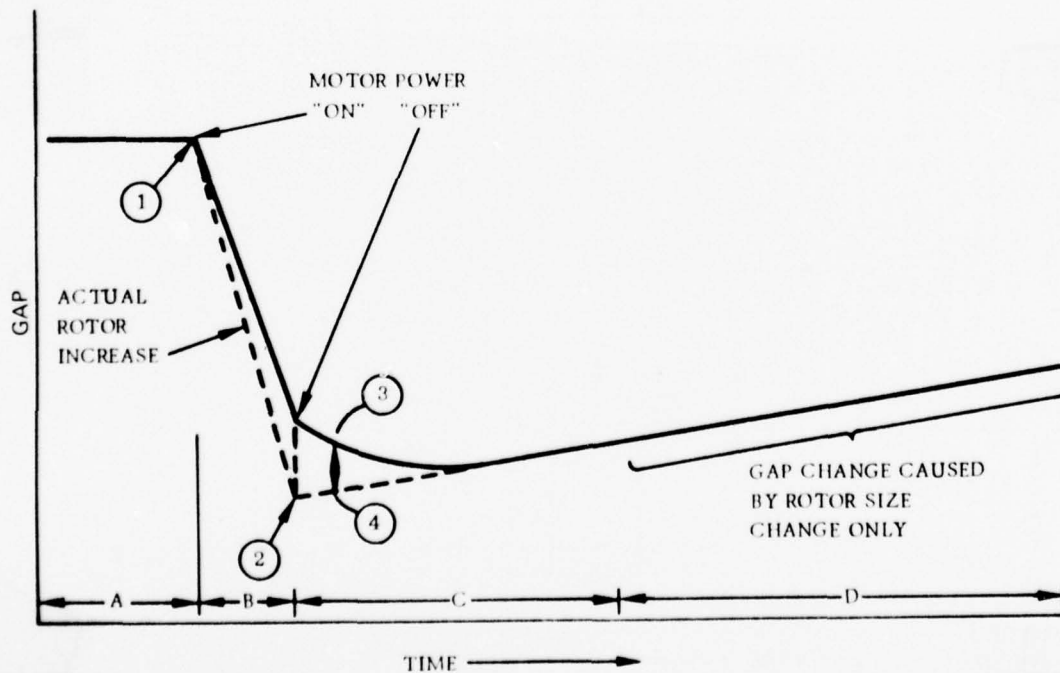 MOTOR POWER
"ON" "OFF"
1
ACTUAL
ROTOR
INCREASE
GAP
3
4
2
GAP CHANGE CAUSED
BY ROTOR SIZE
CHANGE ONLY
A B C D
TIME